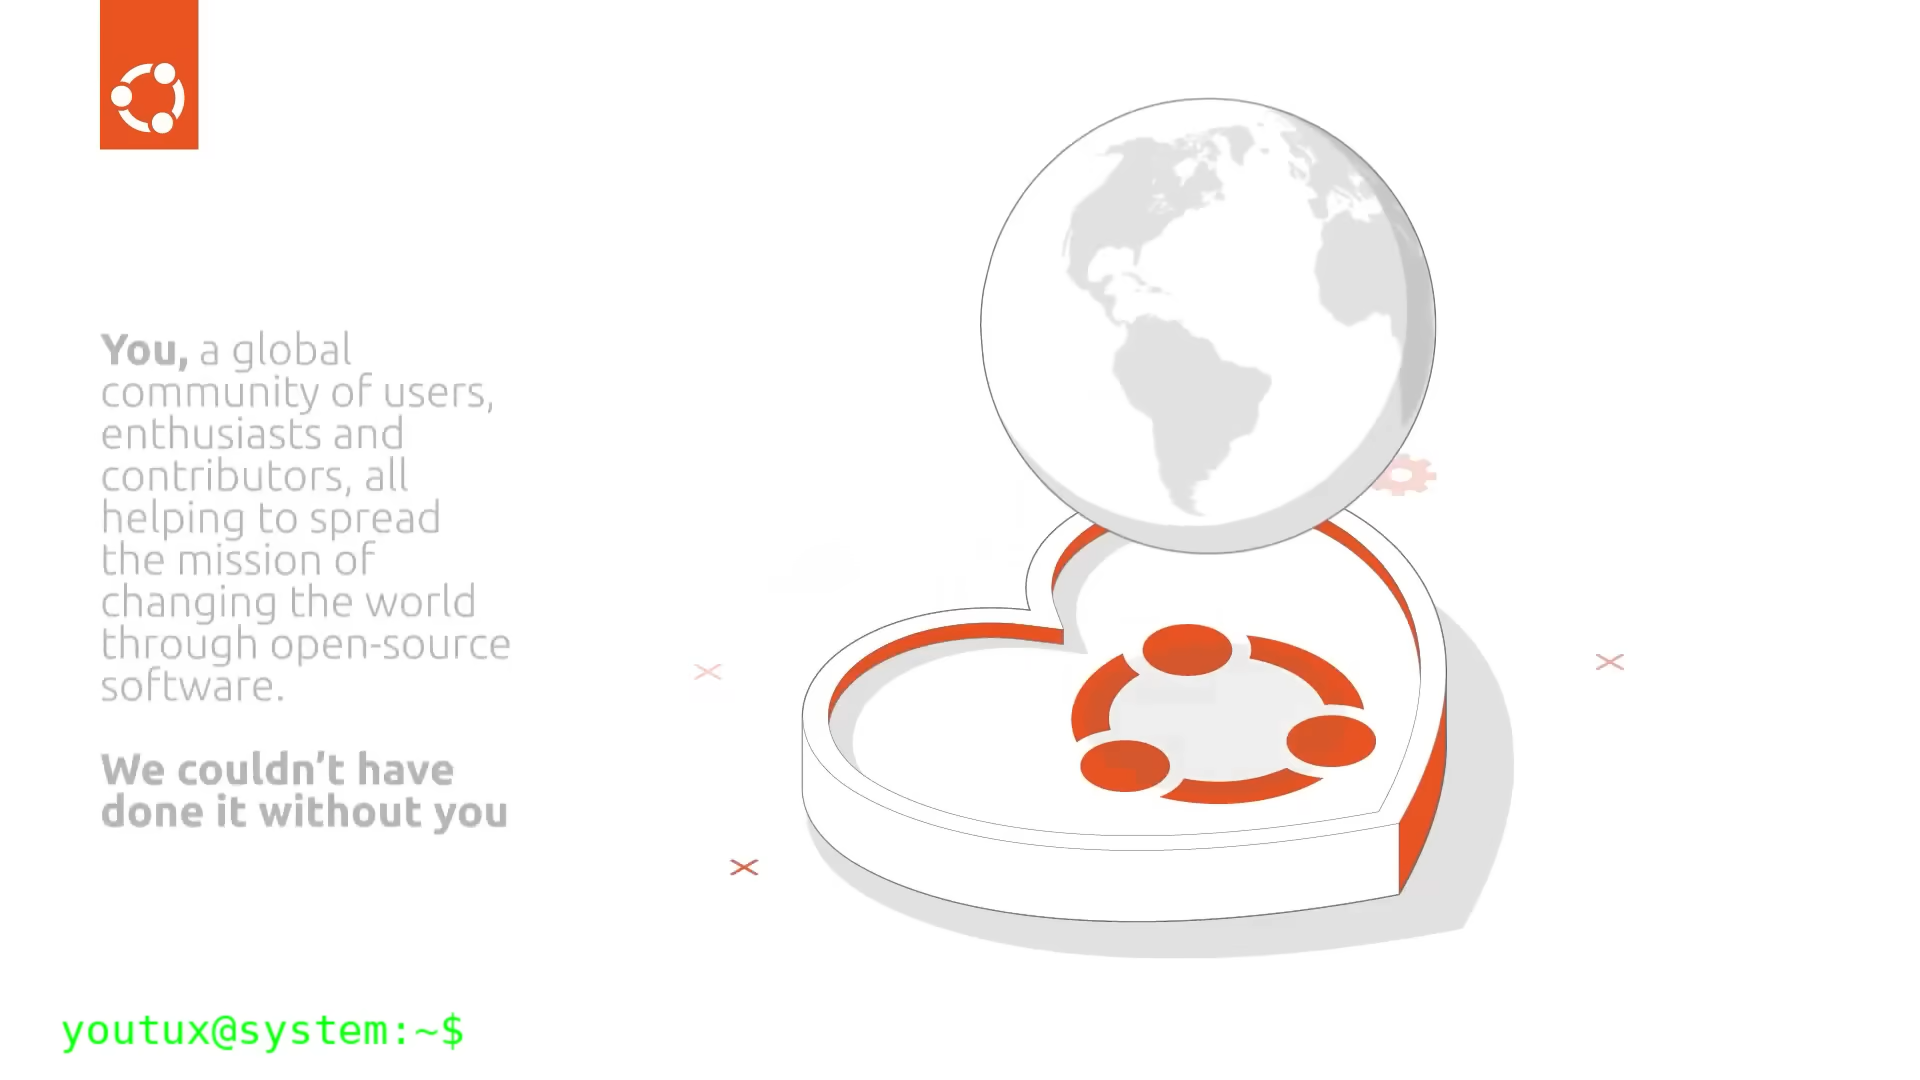 You, a global
community of users,
enthusiasts and
contributors, all
helping to spread
the mission of
changing the world
through open-source
software.
We couldn’t have
done it without you
youtux@system:~$